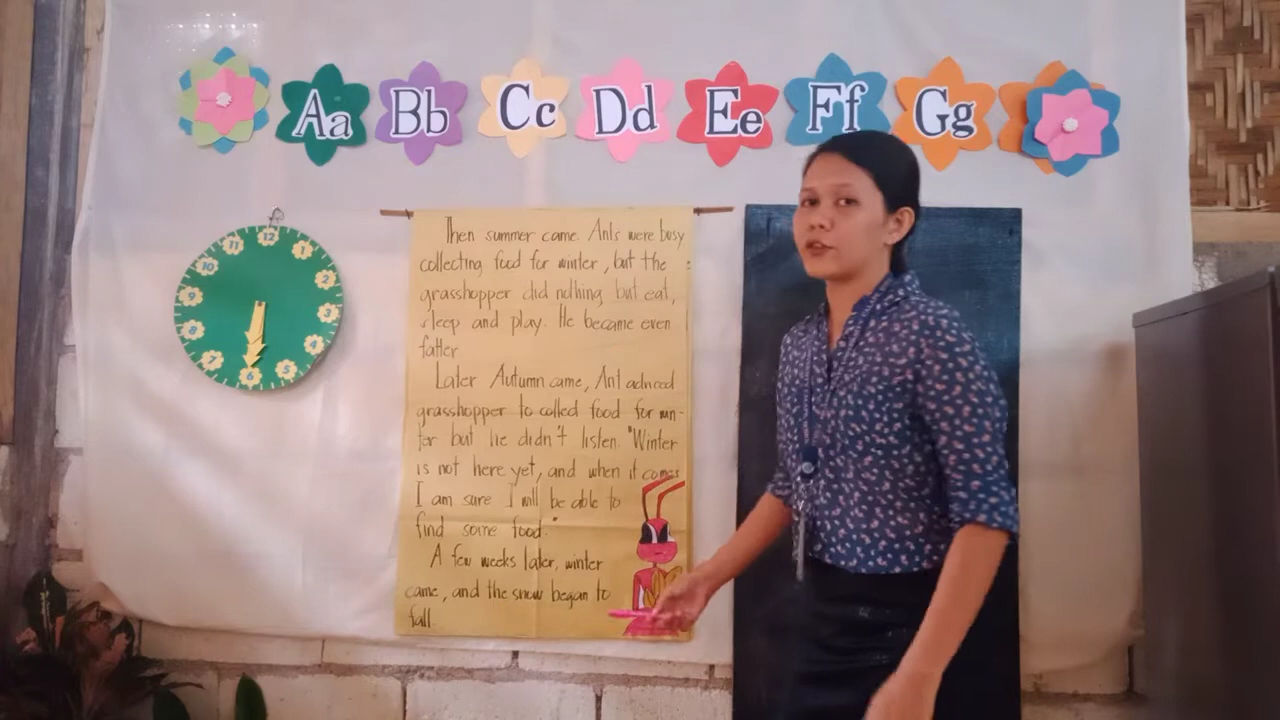 Aa Bb Cc Dd Ee Ff Gg
12
11 1
10 2
9 3
8 4
7 5
6
Then summer came. Ants were busy
collecting food for winter, but the
grasshopper did nothing but eat,
sleep and play. He became even
fatter
Later Autumn came, Ant
grasshopper to food for win-
ter but he didn't listen. "Winter
is not here yet, and when it comes
I am sure I will be able to
find some food."
A few weeks later, winter
came, and the snow began to
fall.